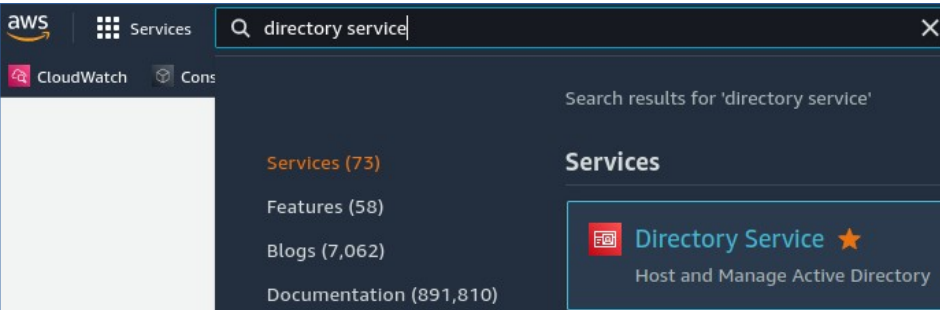 aws
Services
directory service
CloudWatch
Search results for 'directory service'
Services (73)
Services
Features (58)
Blogs (7,062)
Directory Service
Host and Manage Active Directory
Documentation (891,810)